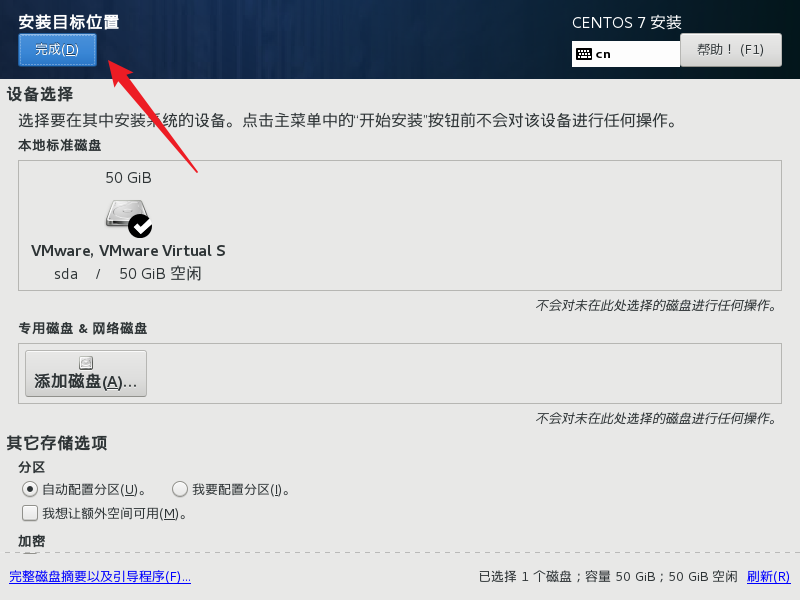 安装目标位置
CENTOS 7 安装
完成(D)
cn
帮助！ (F1)
设备选择
选择要在其中安装系统的设备。点击主菜单中的“开始安装”按钮前不会对该设备进行任何操作。
本地标准磁盘
50 GiB
VMware, VMware Virtual S
sda / 50 GiB 空闲
不会对未在此处选择的磁盘进行任何操作。
专用磁盘 & 网络磁盘
添加磁盘(A)...
不会对未在此处选择的磁盘进行任何操作。
其它存储选项
分区
自动配置分区(U)。 我要配置分区(I)。
我想让额外空间可用(M)。
加密
完整磁盘摘要以及引导程序(F)...
已选择 1 个磁盘；容量 50 GiB；50 GiB 空闲 刷新(R)